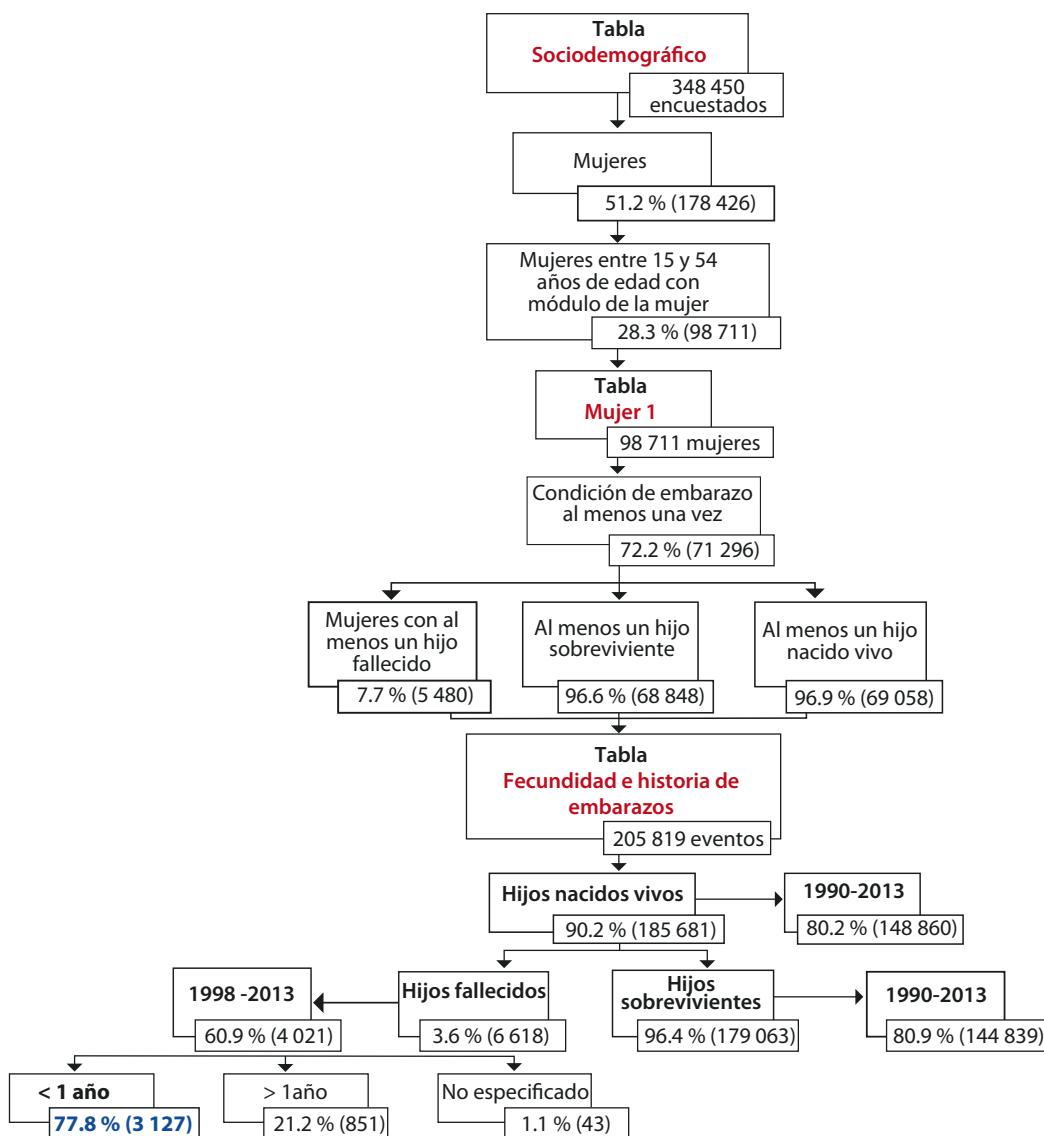 Tabla
Sociodemográfico
348 450
encuestados
Mujeres
51.2 % (178 426)
Mujeres entre 15 y 54
años de edad con
módulo de la mujer
28.3 % (98 711)
Tabla
Mujer 1
98 711 mujeres
Condición de embarazo
al menos una vez
72.2 % (71 296)
Mujeres con al
menos un hijo
fallecido
7.7 % (5 480)
Al menos un hijo
sobreviviente
96.6 % (68 848)
Al menos un hijo
nacido vivo
96.9 % (69 058)
Tabla
Fecundidad e historia de
embarazos
205 819 eventos
Hijos nacidos vivos
90.2 % (185 681)
1990-2013
80.2 % (148 860)
1998 -2013
60.9 % (4 021)
Hijos fallecidos
3.6 % (6 618)
Hijos
sobrevivientes
96.4 % (179 063)
1990-2013
80.9 % (144 839)
< 1 año
77.8 % (3 127)
> 1año
21.2 % (851)
No especificado
1.1 % (43)